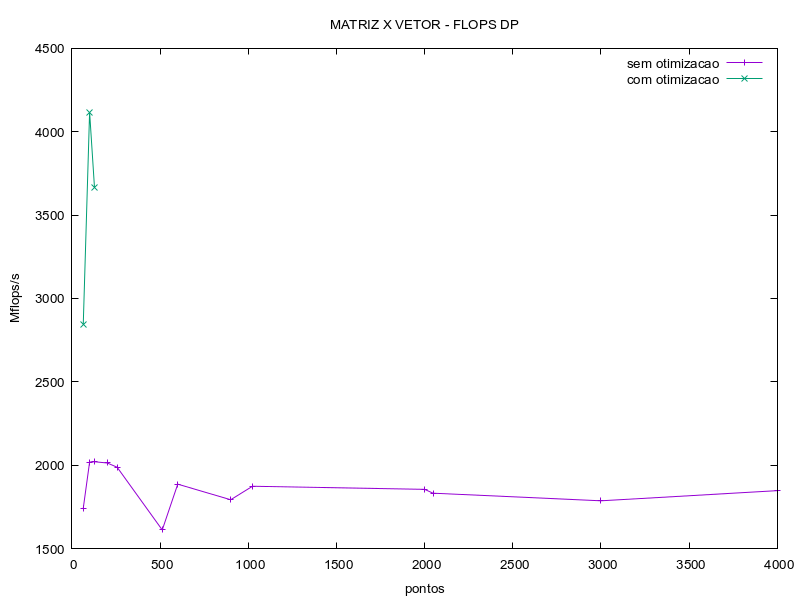 MATRIZ X VETOR - FLOPS DP
sem otimizacao
com otimizacao
4500
4000
3500
3000
2500
2000
1500
Mflops/s
0 500 1000 1500 2000 2500 3000 3500 4000
pontos